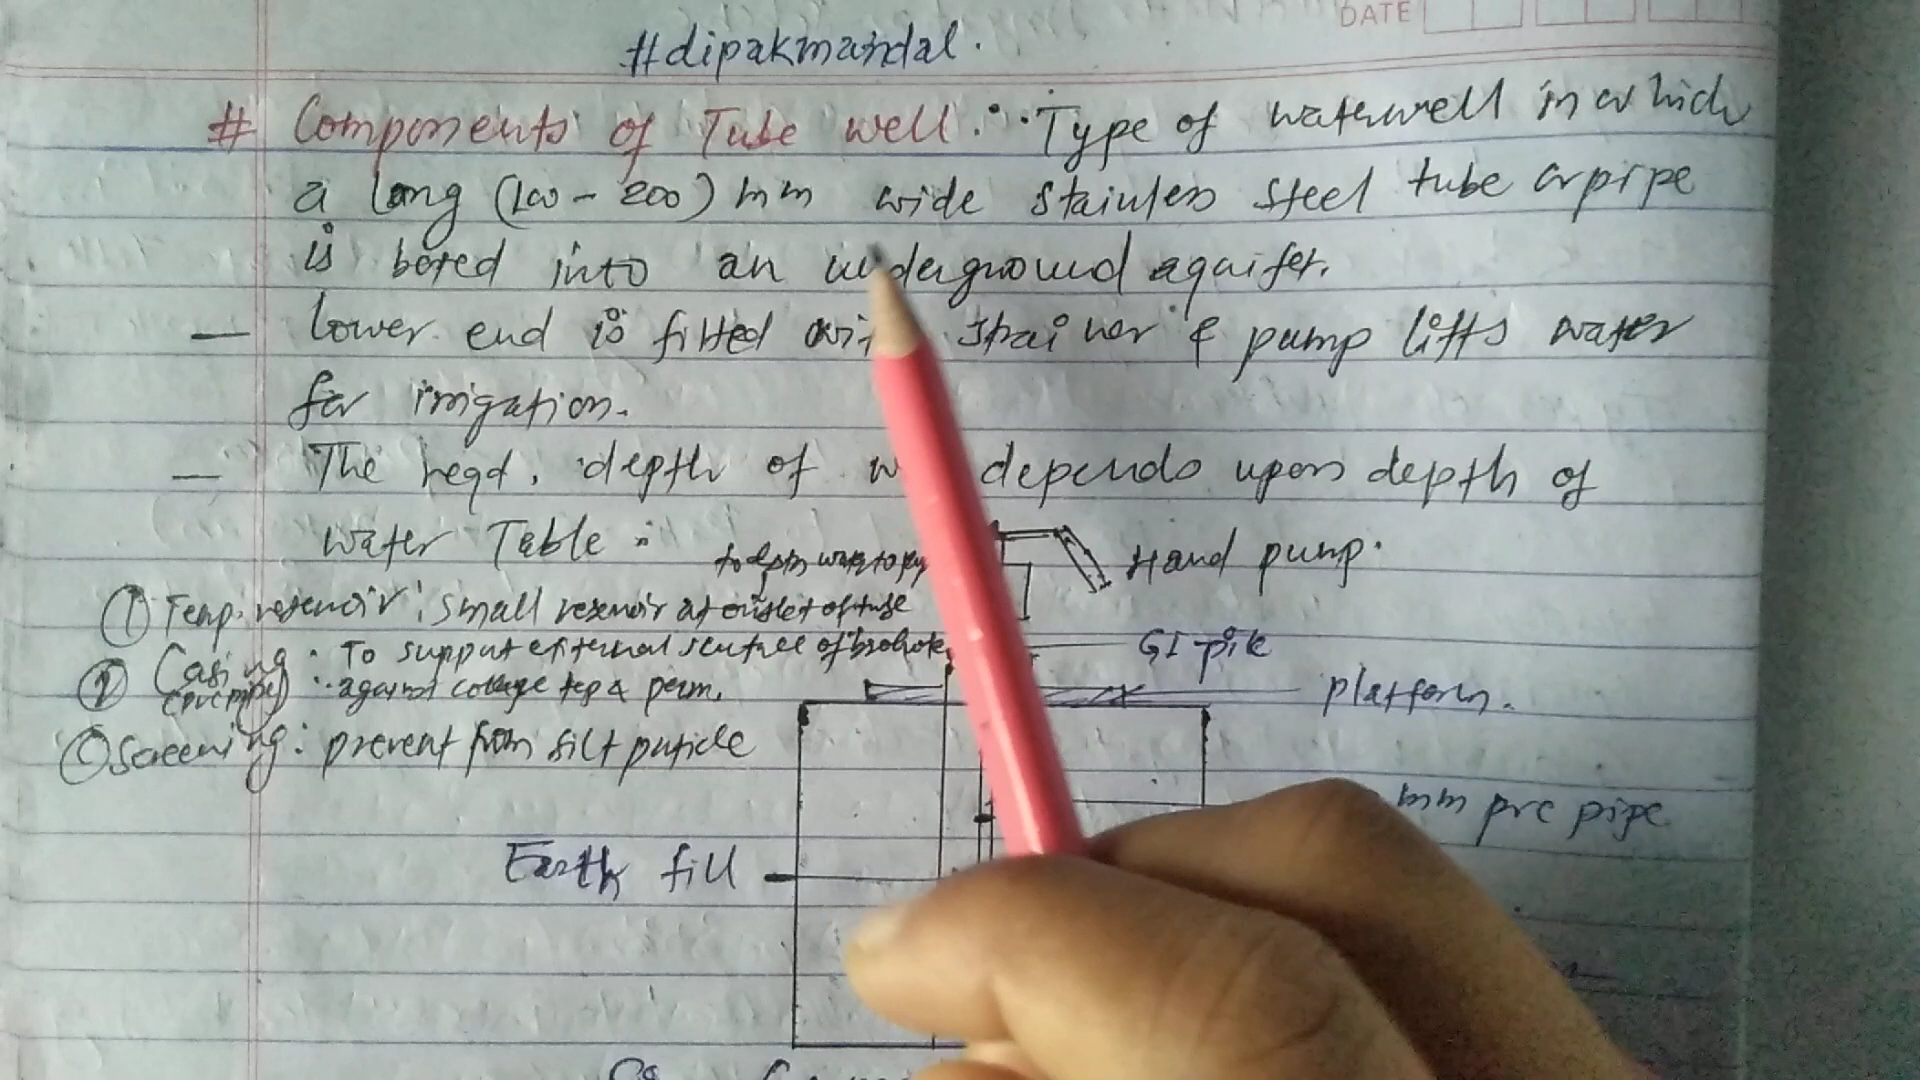 DATE
#dipakmandal.
# Components of Tube well : Type of waterwell in which
a long (100-200) mm wide stainless steel tube or pipe
is bored into an underground aquifer.
— Lower end is fitted strainer & pump lifts water
for irrigation.
— The reqd. depth of depends upon depth of
water Table :
Hand pump.
① Temp. reservoir : small reservoir at outlet of tube
② Casing : To support external of
against perm.
GI pipe
platform.
screening : prevent from silt particle
mm pvc pipe
Earth fill